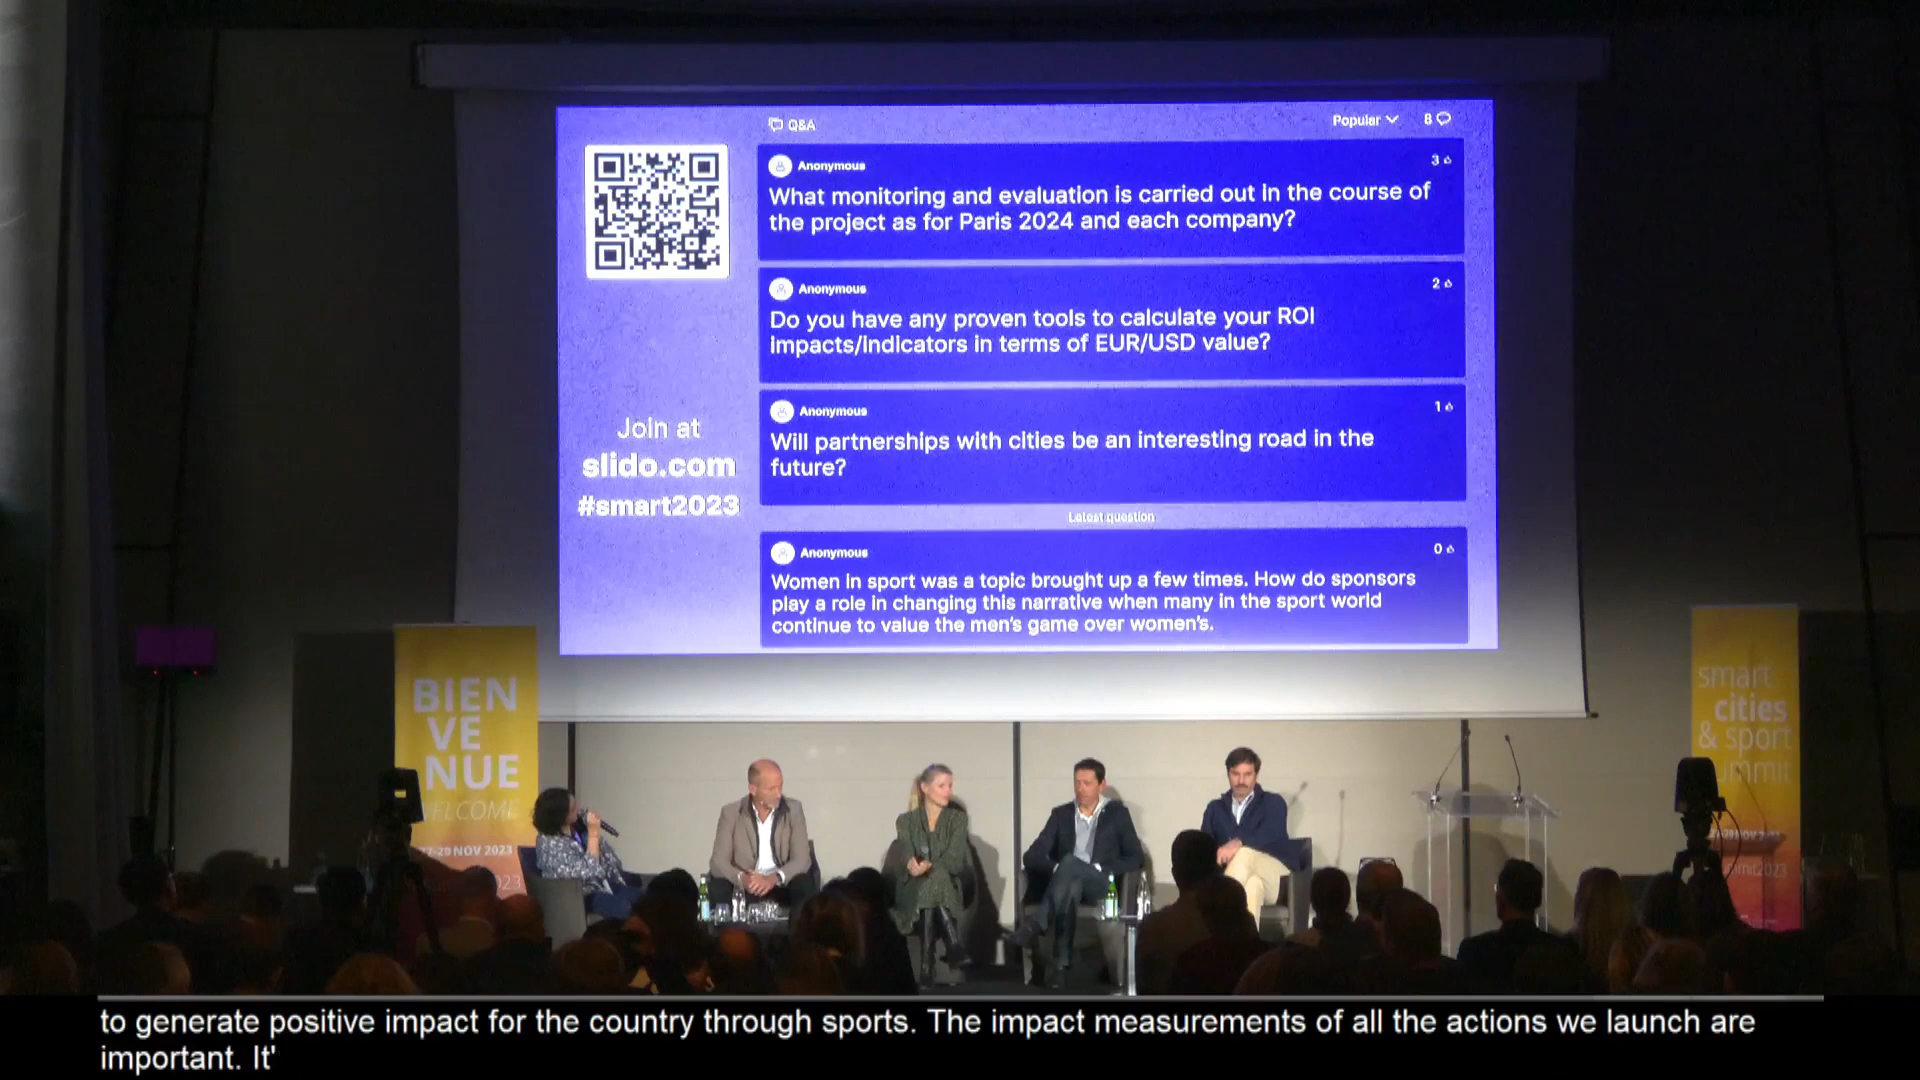 Q&A
Popular
8
Anonymous
3
What monitoring and evaluation is carried out in the course of
the project as for Paris 2024 and each company?
Anonymous
2
Do you have any proven tools to calculate your ROI
impacts/indicators in terms of EUR/USD value?
Anonymous
1
Will partnerships with cities be an interesting road in the
future?
Latest question
Anonymous
0
Women in sport was a topic brought up a few times. How do sponsors
play a role in changing this narrative when many in the sport world
continue to value the men's game over women's.
Join at
slido.com
#smart2023
BIEN
VE
NUE
smart
cities
& sport
to generate positive impact for the country through sports. The impact measurements of all the actions we launch are
important. It'